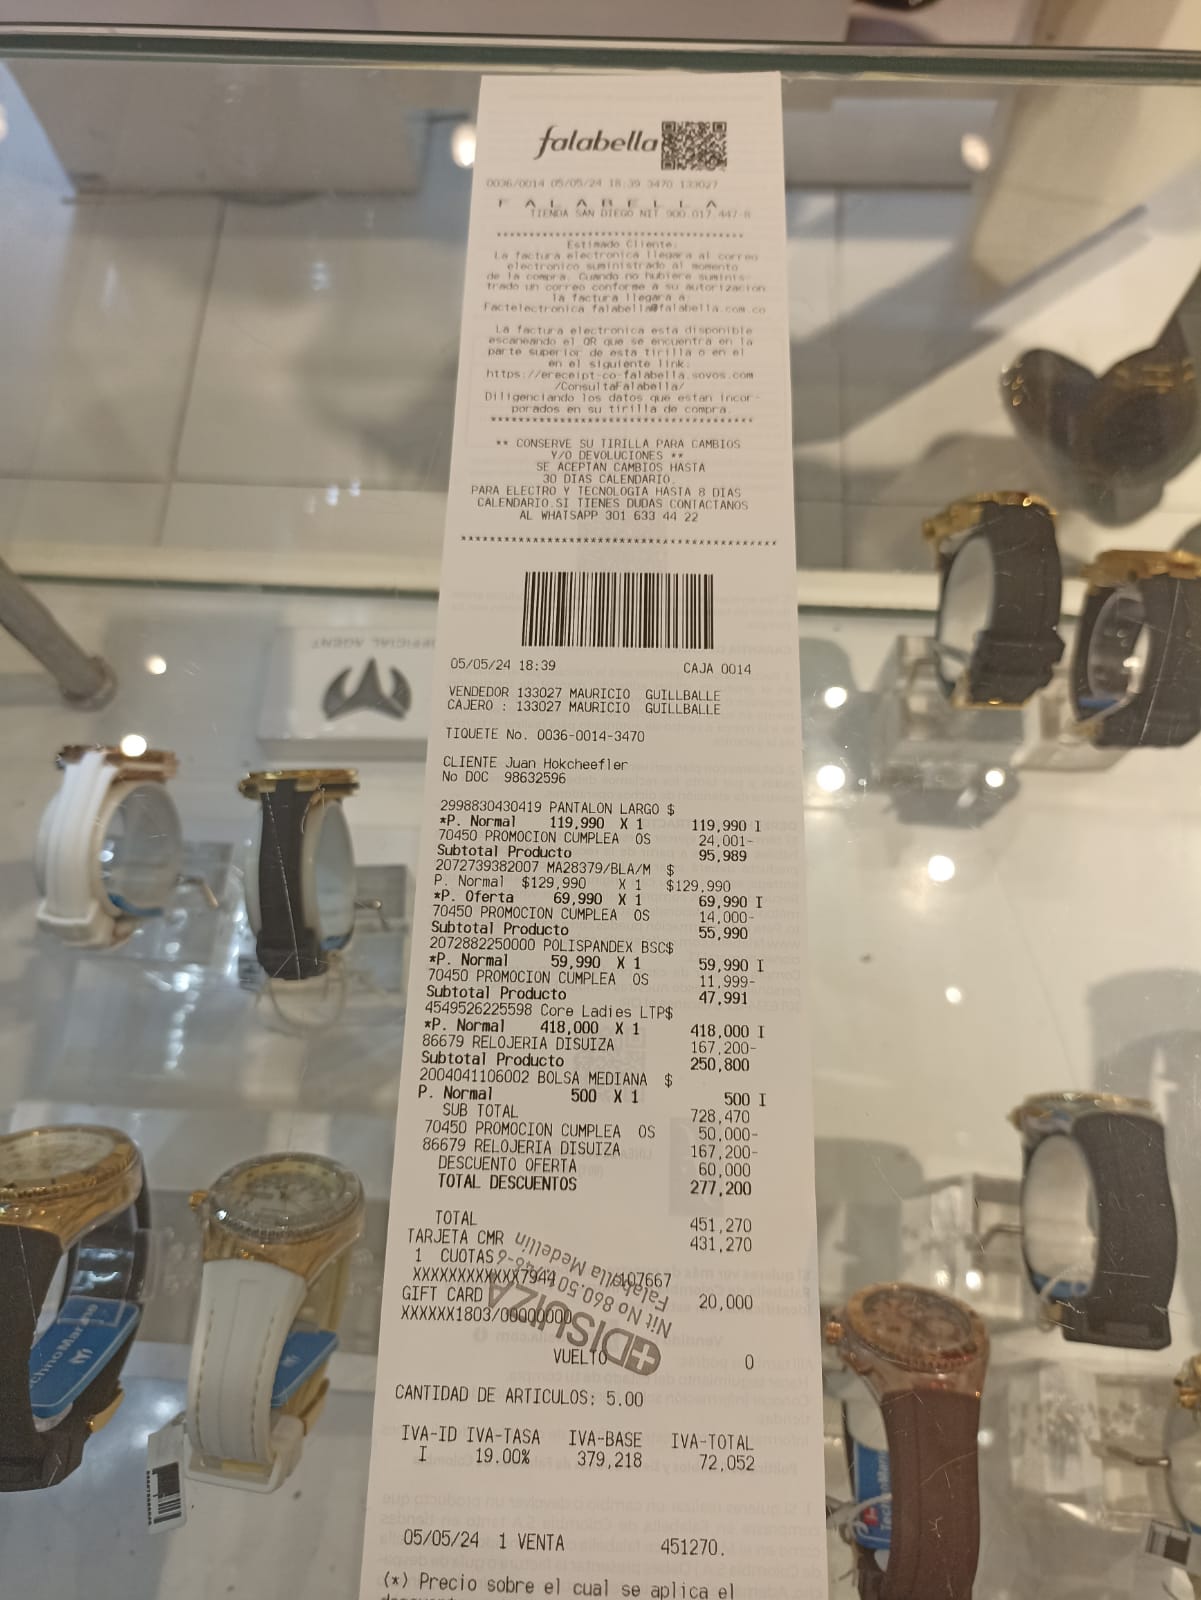 falabella
0036/0014 05/05/24 18:39 3470 133027
F A L A B E L L A
TIENDA SAN DIEGO NIT 900.017.447-8
****************************************
Estimado Cliente:
La factura electronica llegara al correo
electronico suministrado al momento
de la compra. Cuando no hubiere suminis-
trado un correo conforme a su autorizacion
la factura llegara a:
Factelectronica falabella@falabella.com.co
La factura electronica esta disponible
escaneando el QR que se encuentra en la
parte superior de esta tirilla o en el
en el siguiente link:
https://ereceipt-co-falabella.sovos.com
/ConsultaFalabella/
Diligenciando los datos que estan incor-
porados en su tirilla de compra.
****************************************
** CONSERVE SU TIRILLA PARA CAMBIOS
Y/O DEVOLUCIONES **
SE ACEPTAN CAMBIOS HASTA
30 DIAS CALENDARIO.
PARA ELECTRO Y TECNOLOGIA HASTA 8 DIAS
CALENDARIO.SI TIENES DUDAS CONTACTANOS
AL WHATSAPP 301 633 44 22
****************************************
05/05/24 18:39 CAJA 0014
VENDEDOR 133027 MAURICIO GUILLBALLE
CAJERO : 133027 MAURICIO GUILLBALLE
TIQUETE No. 0036-0014-3470
CLIENTE Juan Hokcheefler
No DOC 98632596
2998830430419 PANTALON LARGO $
*P. Normal 119,990 X 1 119,990 I
70450 PROMOCION CUMPLEA OS 24,001-
Subtotal Producto 95,989
2072739382007 MA28379/BLA/M $
P. Normal $129,990 X 1 $129,990
*P. Oferta 69,990 X 1 69,990 I
70450 PROMOCION CUMPLEA OS 14,000-
Subtotal Producto 55,990
2072882250000 POLISPANDEX BSC$
*P. Normal 59,990 X 1 59,990 I
70450 PROMOCION CUMPLEA OS 11,999-
Subtotal Producto 47,991
4549526225598 Core Ladies LTP$
*P. Normal 418,000 X 1 418,000 I
86679 RELOJERIA DISUIZA 167,200-
Subtotal Producto 250,800
2004041106002 BOLSA MEDIANA $
P. Normal 500 X 1 500 I
SUB TOTAL 728,470
70450 PROMOCION CUMPLEA OS 50,000-
86679 RELOJERIA DISUIZA 167,200-
DESCUENTO OFERTA 60,000
TOTAL DESCUENTOS 277,200
TOTAL 451,270
TARJETA CMR 431,270
1 CUOTAS
XXXXXXXXXXXX7944 /407667
GIFT CARD 20,000
XXXXXX1803/00000000
DISUIZA
Nit No 860.50
Falabella Medellin
VUELTO 0
CANTIDAD DE ARTICULOS; 5.00
IVA-ID IVA-TASA IVA-BASE IVA-TOTAL
I 19.00% 379,218 72,052
05/05/24 1 VENTA 451270.
(*) Precio sobre el cual se aplica el
OFFICIAL AGENT
TechnoMarine